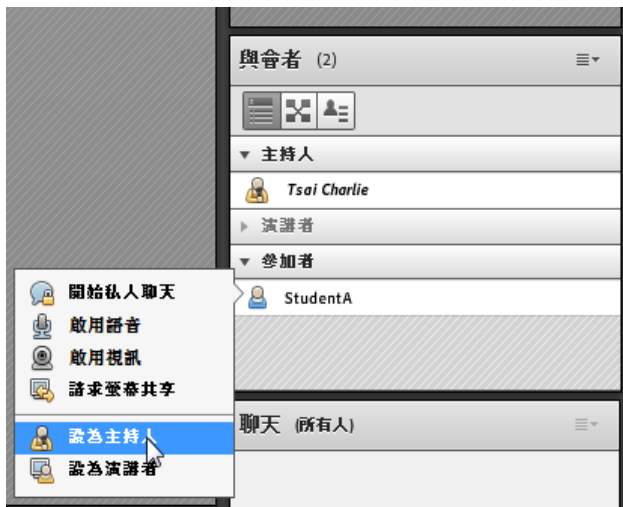 與會者 (2)
主持人
Tsai Charlie
演講者
參加者
StudentA
開始私人聊天
啟用語音
啟用視訊
請求螢幕共享
設為主持人
設為演講者
聊天 (所有人)